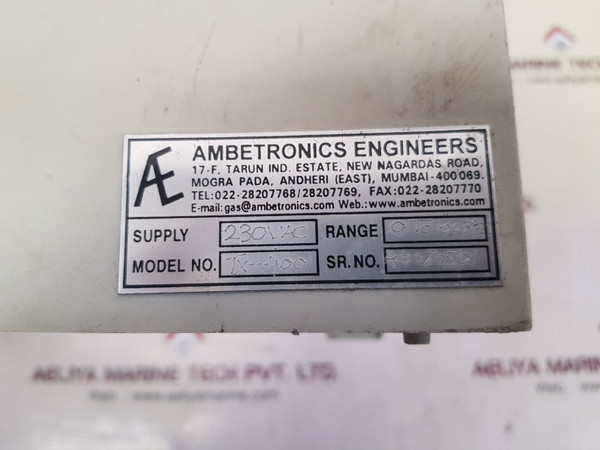 AMBETRONICS ENGINEERS
17-F, TARUN IND. ESTATE, NEW NAGARDAS ROAD,
MOGRA PADA, ANDHERI (EAST), MUMBAI-400069.
TEL:022-28207768/28207769, FAX:022-28207770
E-mail:gas@ambetronics.com Web:www.ambetronics.com
SUPPLY 230VAC RANGE
MODEL NO. SR.NO.
AELIYA MARINE TECH PVT. LTD.